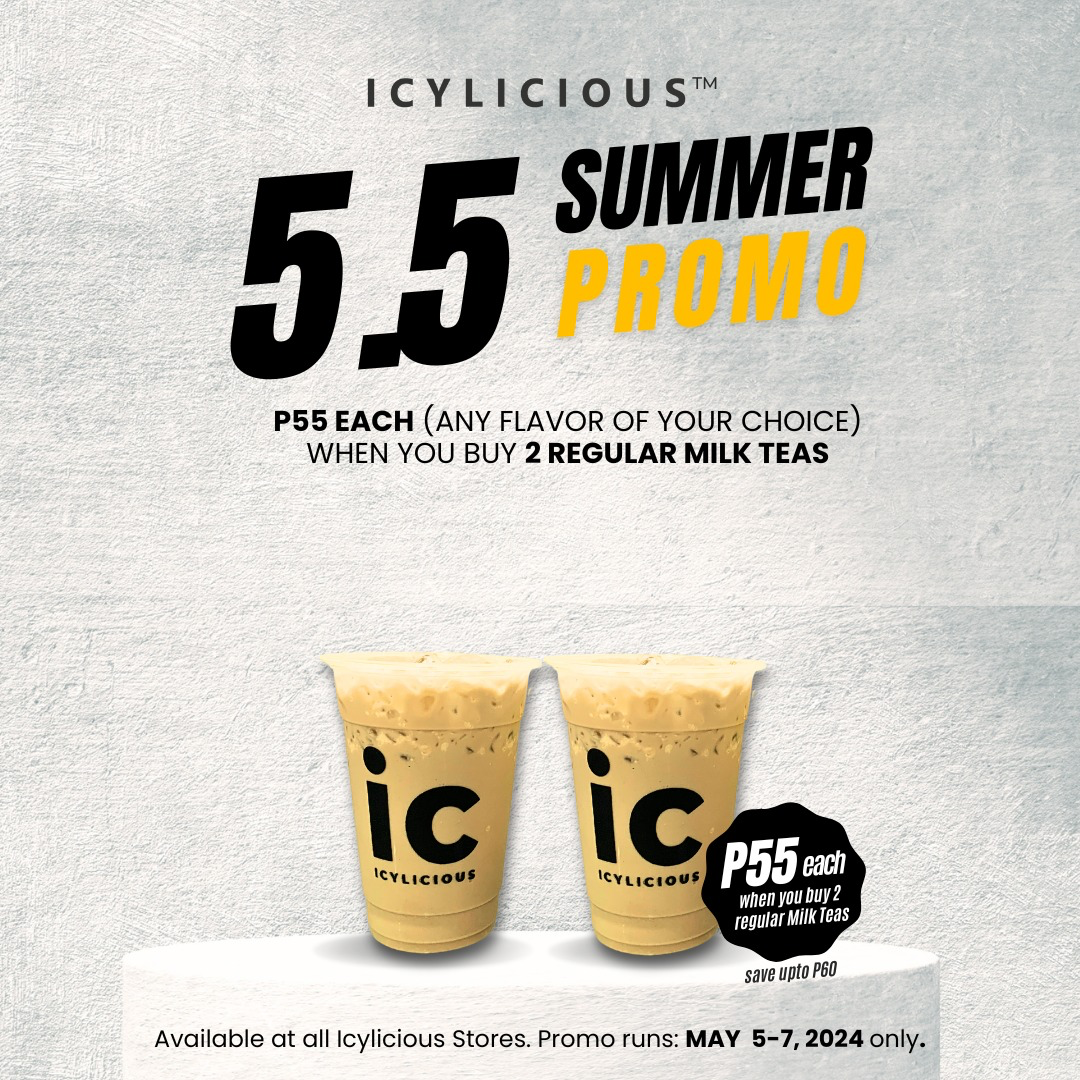 ICYLICIOUS™
5.5 SUMMER
PROMO
P55 EACH (ANY FLAVOR OF YOUR CHOICE)
WHEN YOU BUY 2 REGULAR MILK TEAS
ic
ICYLICIOUS
ic
ICYLICIOUS
P55 each
when you buy 2
regular Milk Teas
save upto P60
Available at all Icylicious Stores. Promo runs: MAY 5-7, 2024 only.